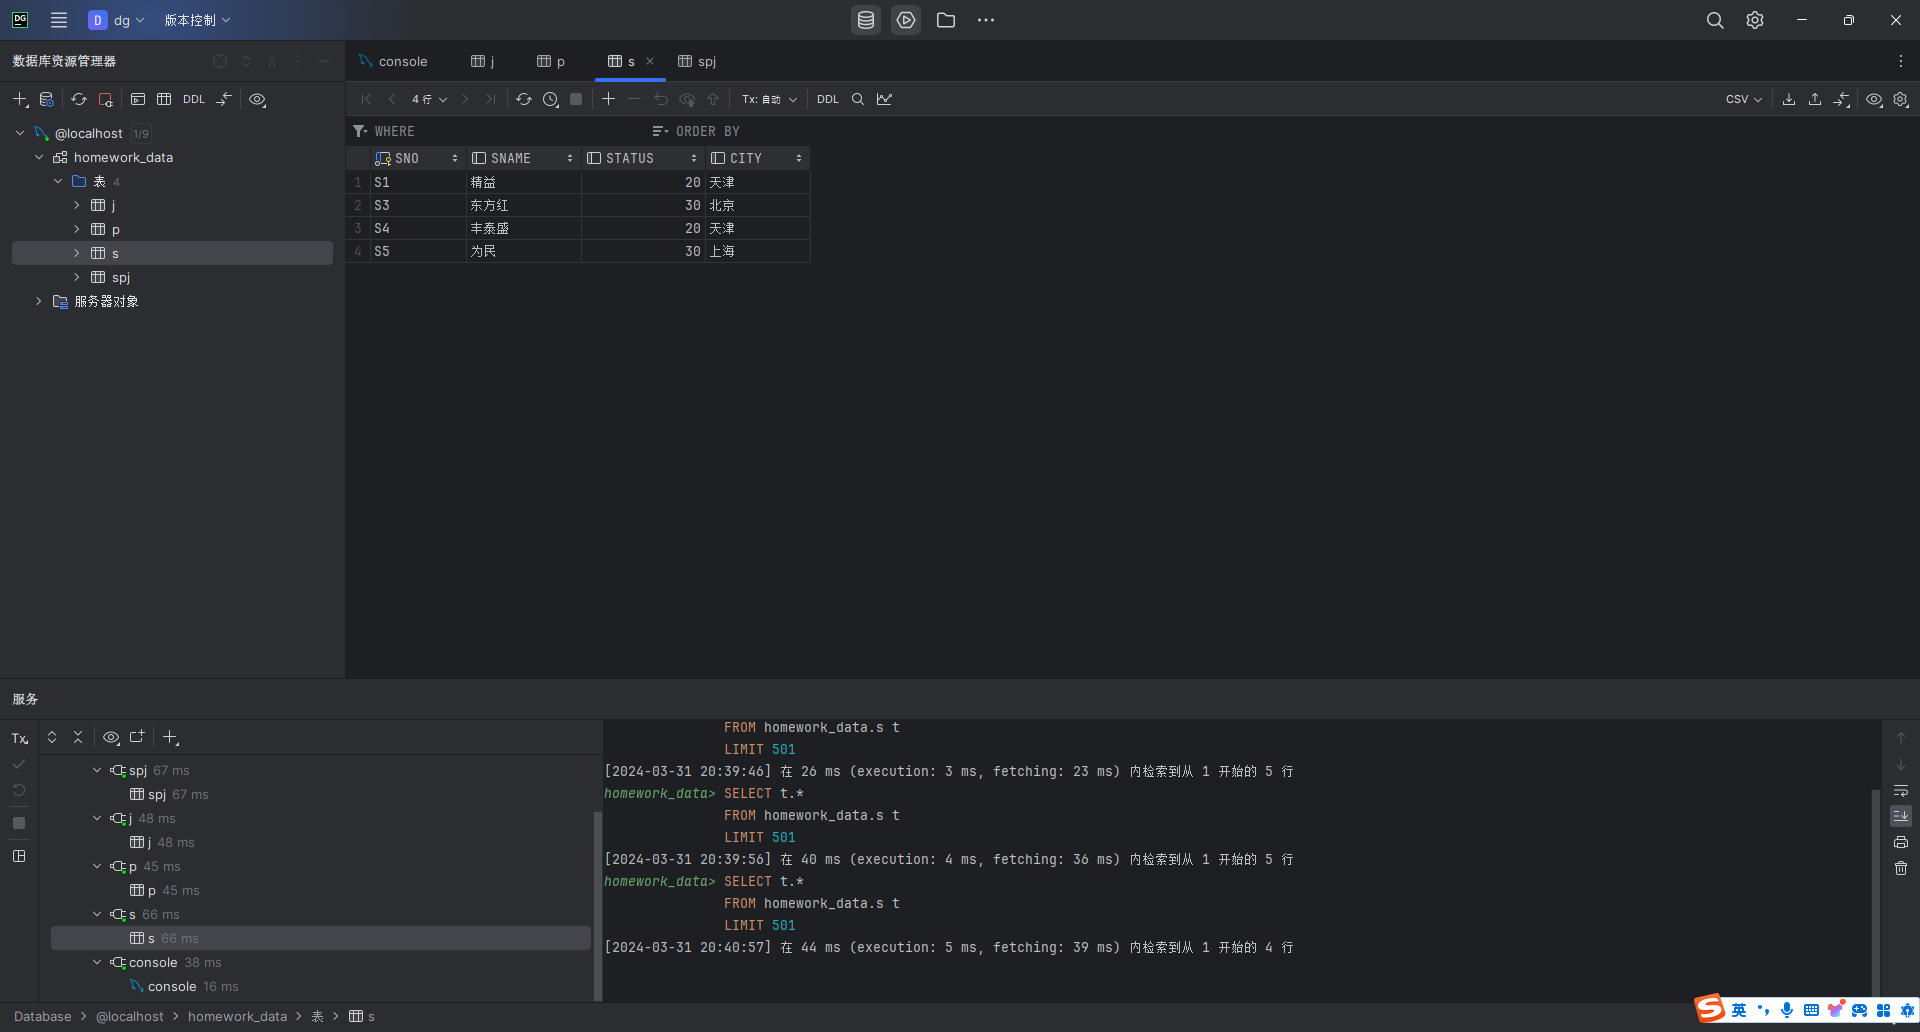 DG
D dg 版本控制
数据库资源管理器
console j p s spj
DDL
4 行 Tx: 自动 DDL CSV
@localhost 1/9
homework_data
表 4
j
p
s
spj
服务器对象
WHERE ORDER BY
SNO SNAME STATUS CITY
1 S1 精益 20 天津
2 S3 东方红 30 北京
3 S4 丰泰盛 20 天津
4 S5 为民 30 上海
服务
Tx
spj 67 ms
spj 67 ms
j 48 ms
j 48 ms
p 45 ms
p 45 ms
s 66 ms
s 66 ms
console 38 ms
console 16 ms
FROM homework_data.s t
LIMIT 501
[2024-03-31 20:39:46] 在 26 ms (execution: 3 ms, fetching: 23 ms) 内检索到从 1 开始的 5 行
homework_data> SELECT t.*
FROM homework_data.s t
LIMIT 501
[2024-03-31 20:39:56] 在 40 ms (execution: 4 ms, fetching: 36 ms) 内检索到从 1 开始的 5 行
homework_data> SELECT t.*
FROM homework_data.s t
LIMIT 501
[2024-03-31 20:40:57] 在 44 ms (execution: 5 ms, fetching: 39 ms) 内检索到从 1 开始的 4 行
Database > @localhost > homework_data > 表 > s
S 英